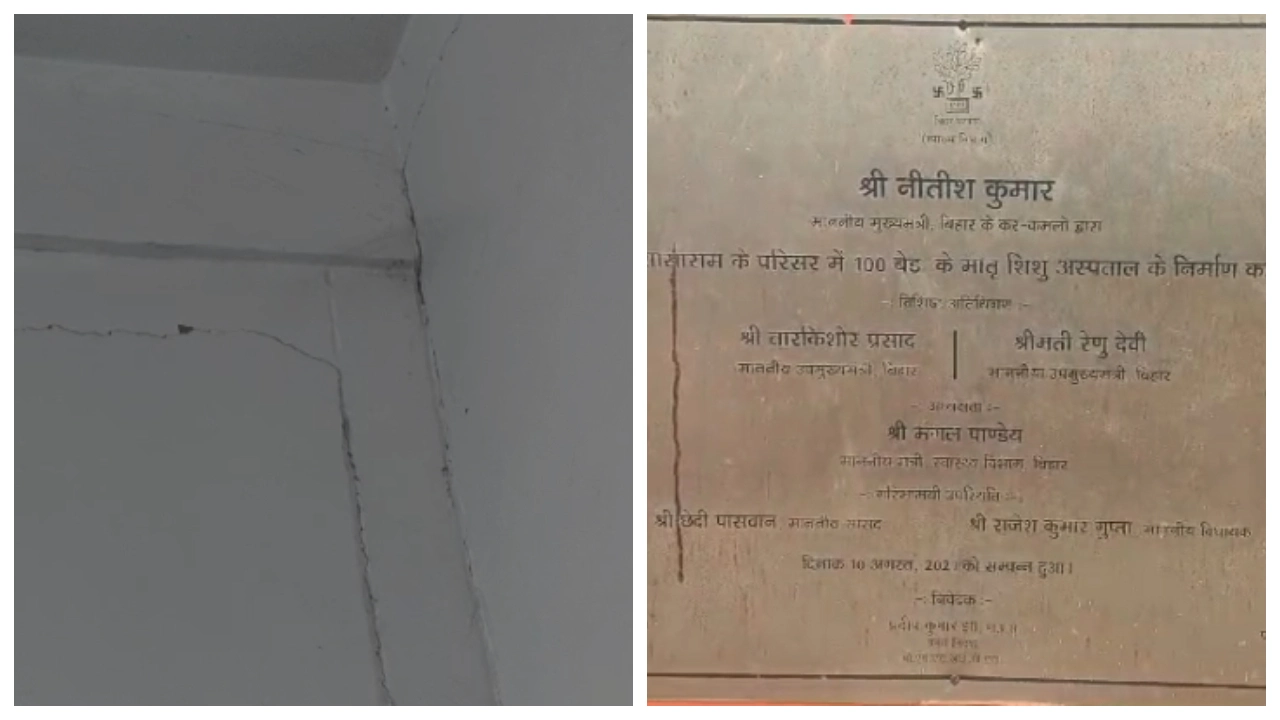 श्री नीतीश कुमार
माननीय मुख्यमंत्री, बिहार के कर-कमलों द्वारा
सासाराम के परिसर में 100 बेड के मातृ शिशु अस्पताल के निर्माण का
-: विशिष्ट अतिथिगण :-
श्री तारकिशोर प्रसाद
माननीय उपमुख्यमंत्री, बिहार
श्रीमती रेणु देवी
माननीया उपमुख्यमंत्री, बिहार
-: अध्यक्षता :-
श्री मंगल पाण्डेय
माननीय मंत्री, स्वास्थ्य विभाग, बिहार
-: गरिमामयी उपस्थिति :-
श्री छेदी पासवान माननीय सांसद
श्री राजेश कुमार गुप्ता माननीय विधायक
दिनांक 10 अगस्त, 202 को सम्पन्न हुआ।
-: निवेदक :-